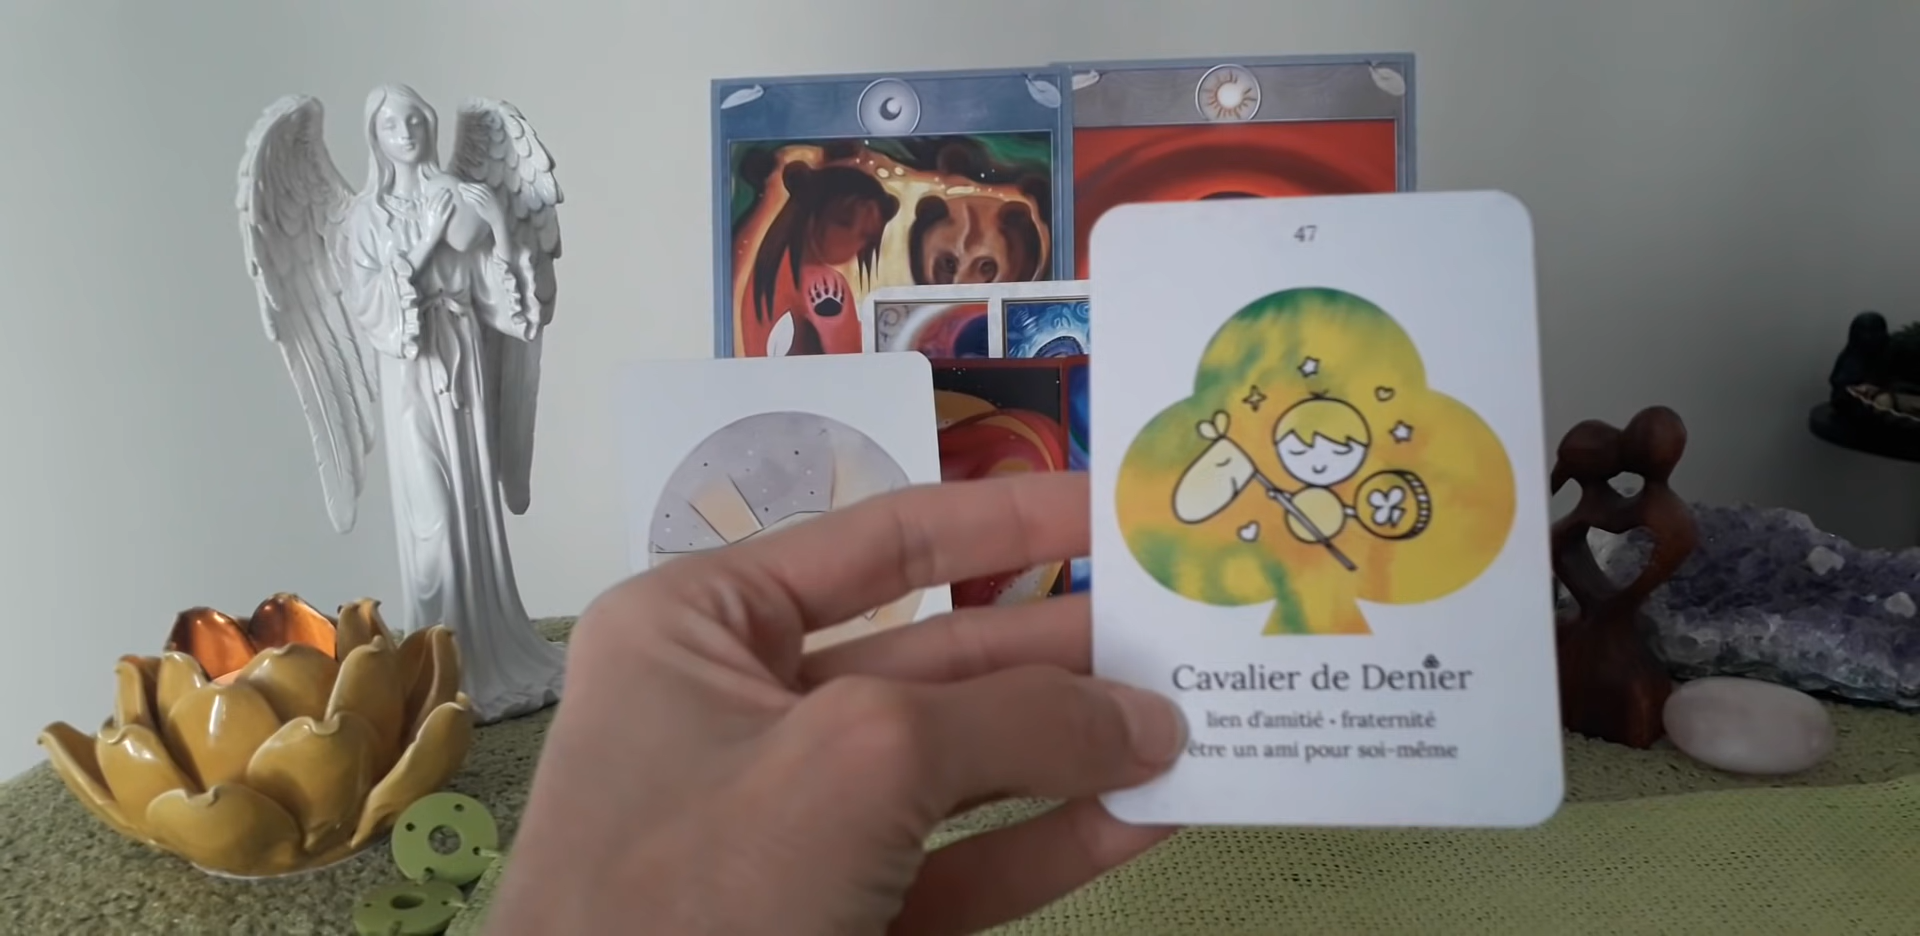 47
Cavalier de Denier
lien d'amitié • fraternité
être un ami pour soi-même